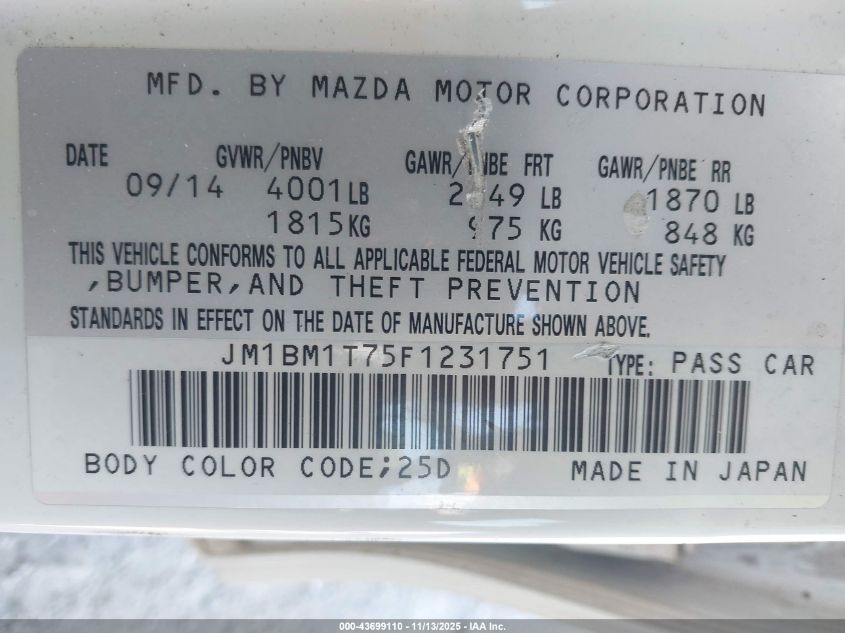 MFD. BY MAZDA MOTOR CORPORATION
DATE GVWR/PNBV GAWR/PNBE FRT GAWR/PNBE RR
09/14 4001LB LB 1870 LB
1815KG 975 KG 848 KG
THIS VEHICLE CONFORMS TO ALL APPLICABLE FEDERAL MOTOR VEHICLE SAFETY
,BUMPER,AND THEFT PREVENTION
STANDARDS IN EFFECT ON THE DATE OF MANUFACTURE SHOWN ABOVE.
JM1BM1T75F1231751 TYPE: PASS CAR
BODY COLOR CODE;25D MADE IN JAPAN
000-43699110 - 11/13/2025 - IAA Inc.